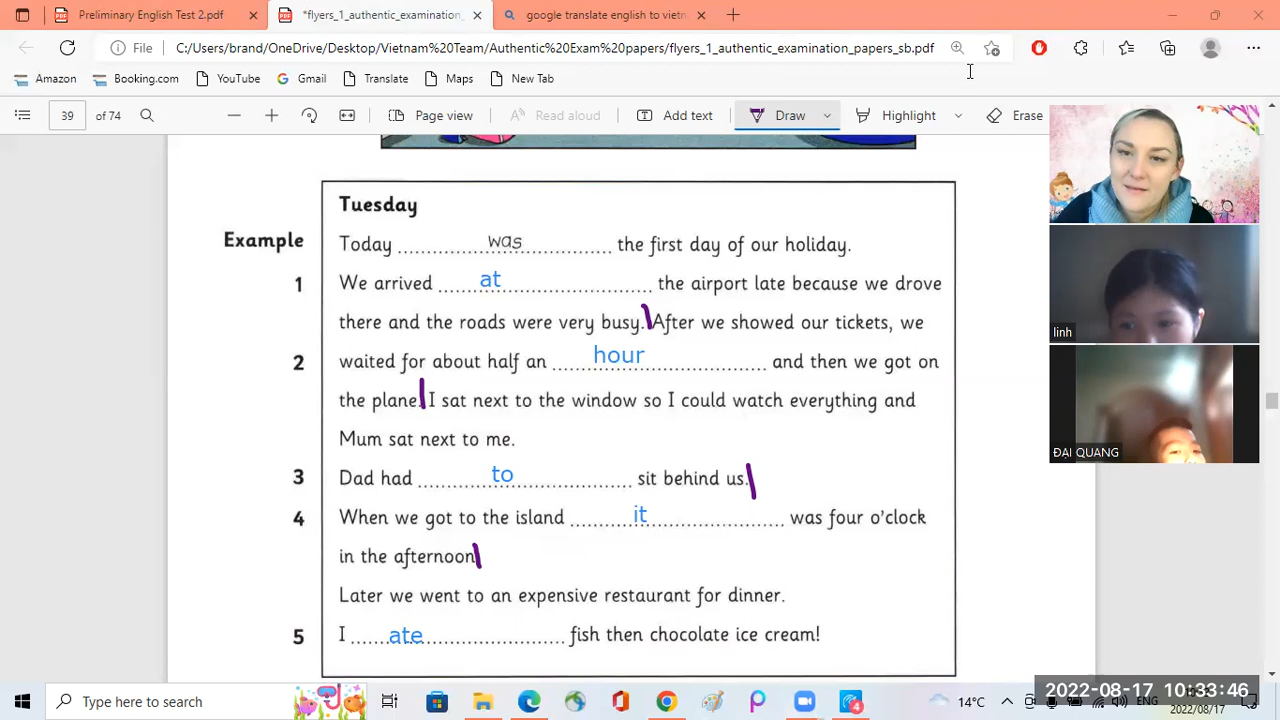 Preliminary English Test 2.pdf
*flyers_1_authentic_examination_
google translate english to vietn
File
C:/Users/brand/OneDrive/Desktop/Vietnam%20Team/Authentic%20Exam%20papers/flyers_1_authentic_examination_papers_sb.pdf
Amazon
Booking.com
YouTube
Gmail
Translate
Maps
New Tab
39 of 74
Page view
Read aloud
Add text
Draw
Highlight
Erase
Tuesday
Example
Today was the first day of our holiday.
1 We arrived at the airport late because we drove
there and the roads were very busy. After we showed our tickets, we
2 waited for about half an hour and then we got on
the plane. I sat next to the window so I could watch everything and
Mum sat next to me.
3 Dad had to sit behind us.
4 When we got to the island it was four o'clock
in the afternoon
Later we went to an expensive restaurant for dinner.
5 I ate fish then chocolate ice cream!
linh
ĐẠI QUANG
Type here to search
4
14°C
ENG
2022-08-17 10:33:46
2022/08/17